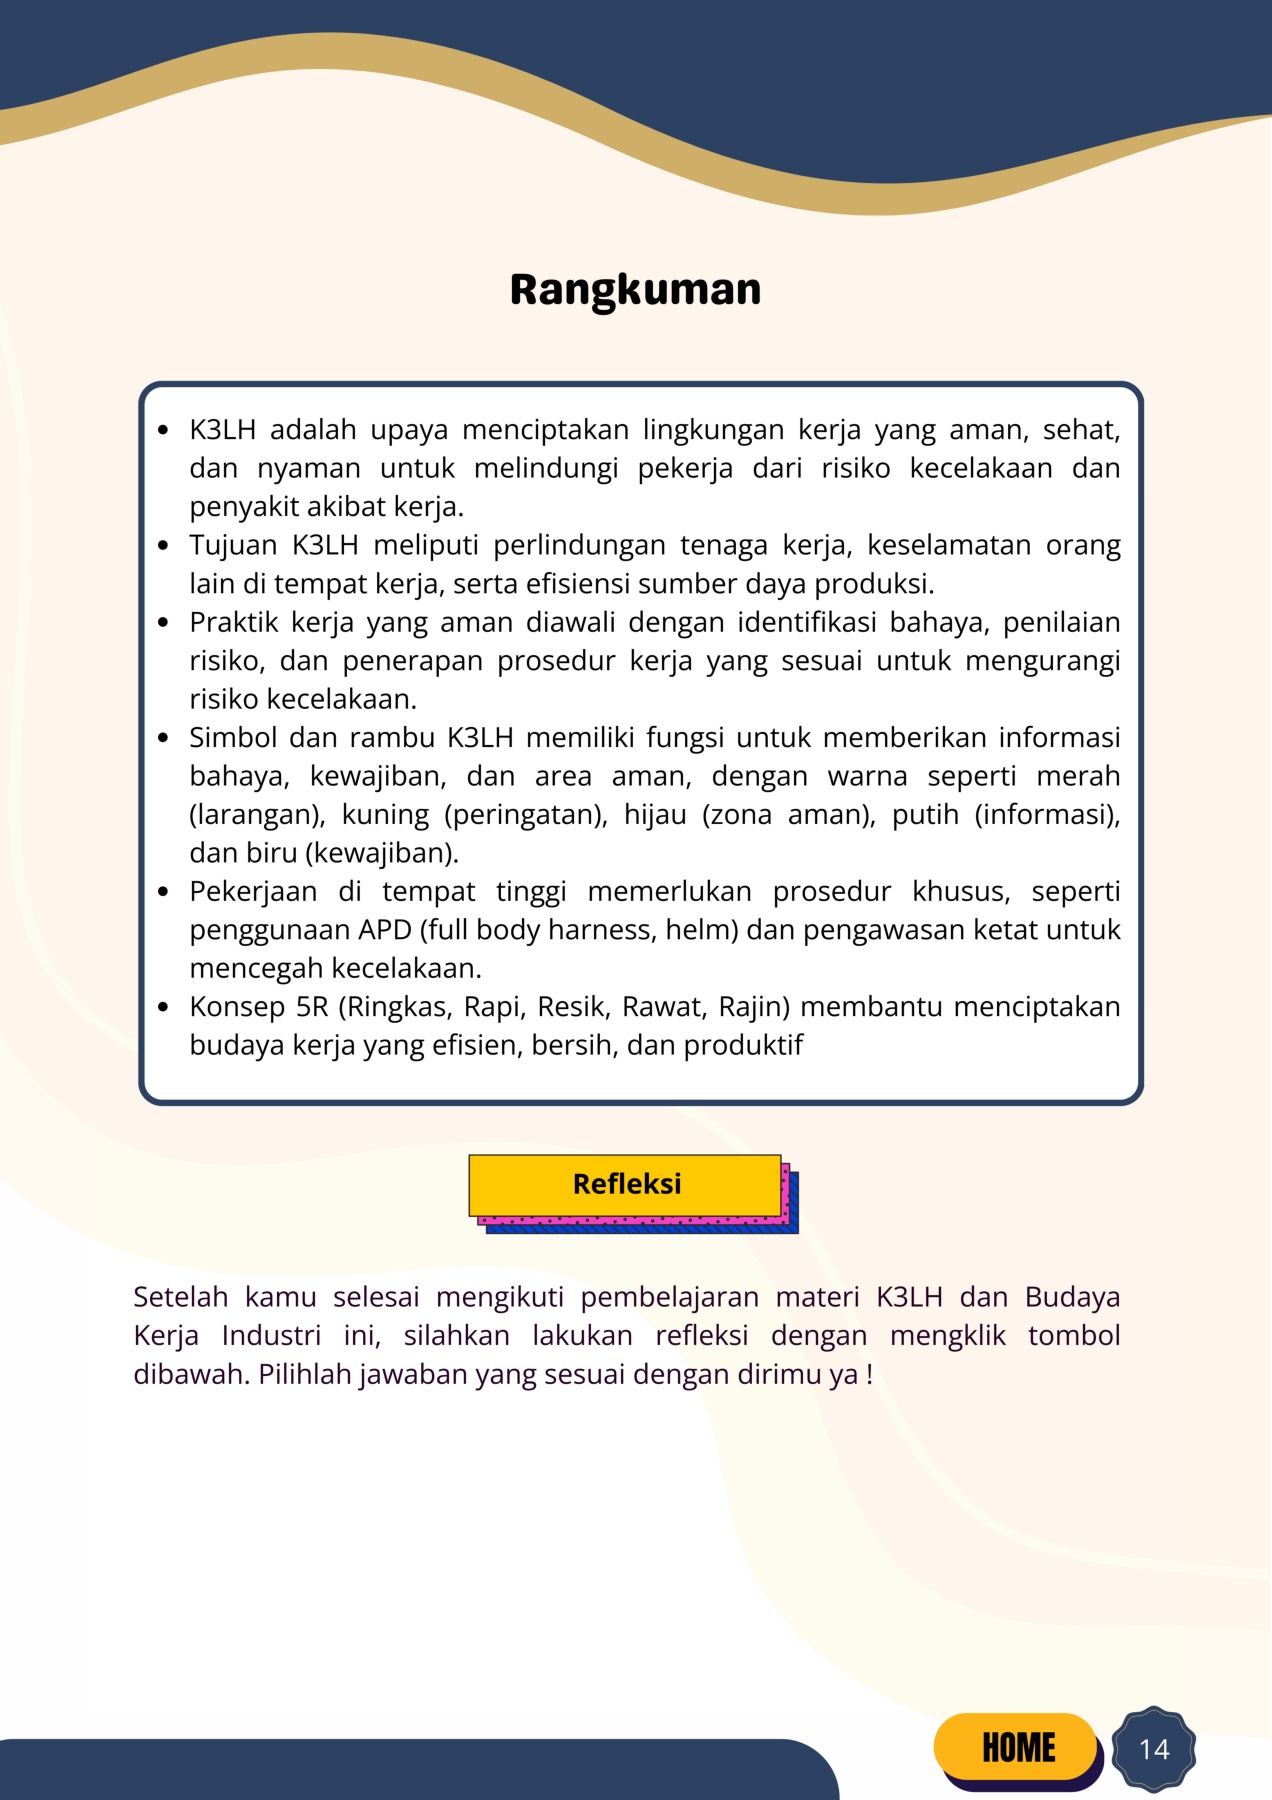 Rangkuman
• K3LH adalah upaya menciptakan lingkungan kerja yang aman, sehat,
dan nyaman untuk melindungi pekerja dari risiko kecelakaan dan
penyakit akibat kerja.
• Tujuan K3LH meliputi perlindungan tenaga kerja, keselamatan orang
lain di tempat kerja, serta efisiensi sumber daya produksi.
• Praktik kerja yang aman diawali dengan identifikasi bahaya, penilaian
risiko, dan penerapan prosedur kerja yang sesuai untuk mengurangi
risiko kecelakaan.
• Simbol dan rambu K3LH memiliki fungsi untuk memberikan informasi
bahaya, kewajiban, dan area aman, dengan warna seperti merah
(larangan), kuning (peringatan), hijau (zona aman), putih (informasi),
dan biru (kewajiban).
• Pekerjaan di tempat tinggi memerlukan prosedur khusus, seperti
penggunaan APD (full body harness, helm) dan pengawasan ketat untuk
mencegah kecelakaan.
• Konsep 5R (Ringkas, Rapi, Resik, Rawat, Rajin) membantu menciptakan
budaya kerja yang efisien, bersih, dan produktif
Refleksi
Setelah kamu selesai mengikuti pembelajaran materi K3LH dan Budaya
Kerja Industri ini, silahkan lakukan refleksi dengan mengklik tombol
dibawah. Pilihlah jawaban yang sesuai dengan dirimu ya !
HOME
14